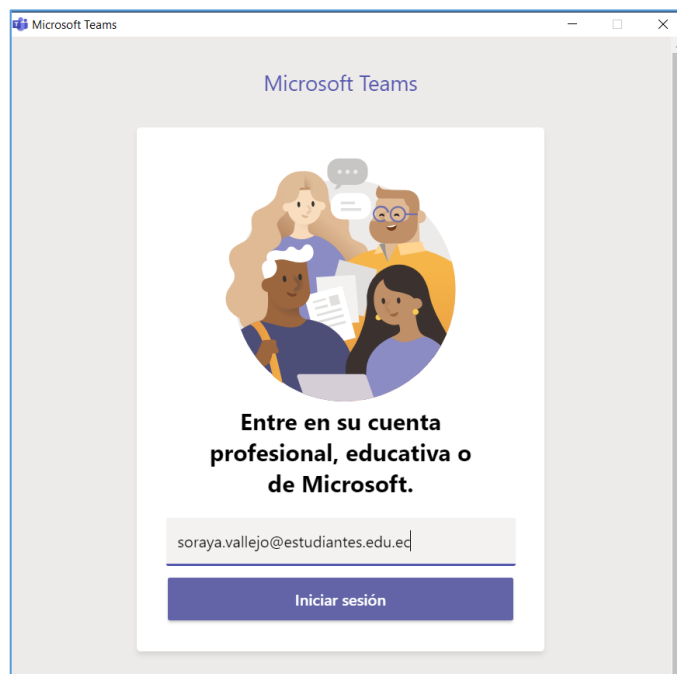 Microsoft Teams
Microsoft Teams
Entre en su cuenta
profesional, educativa o
de Microsoft.
soraya.vallejo@estudiantes.edu.ec
Iniciar sesión